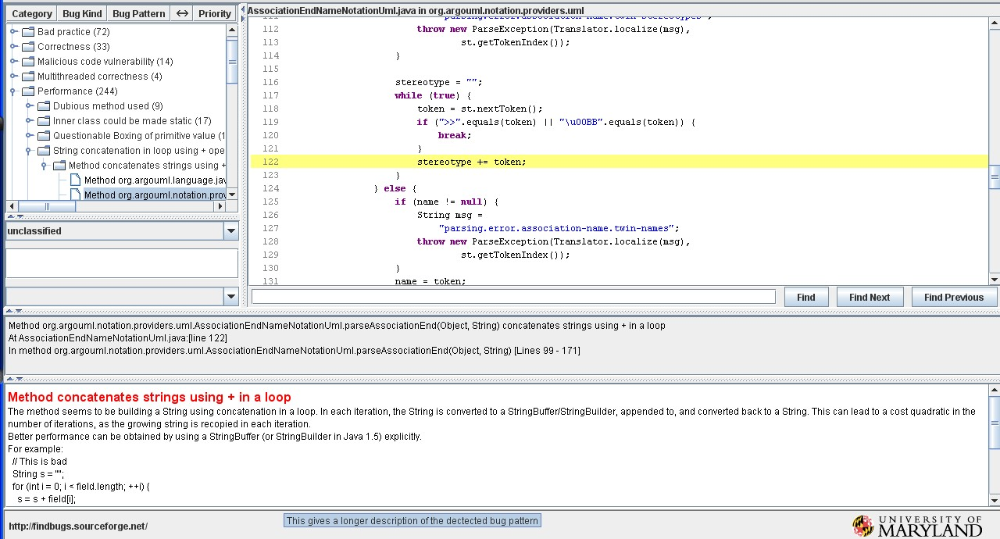 Category Bug Kind Bug Pattern <-> Priority
Bad practice (72)
Correctness (33)
Malicious code vulnerability (14)
Multithreaded correctness (4)
Performance (244)
Dubious method used (9)
Inner class could be made static (17)
Questionable Boxing of primitive value (1
String concatenation in loop using + ope
Method concatenates strings using +
Method org.argouml.language.jav
Method org.argouml.notation.prov
unclassified
AssociationEndNameNotationUml.java in org.argouml.notation.providers.uml
111 "parsing.error.association-name.twin-stereotypes";
112 throw new ParseException(Translator.localize(msg),
113 st.getTokenIndex());
114 }
115
116 stereotype = "";
117 while (true) {
118 token = st.nextToken();
119 if (">>".equals(token) || "\u00BB".equals(token)) {
120 break;
121 }
122 stereotype += token;
123 }
124 } else {
125 if (name != null) {
126 String msg =
127 "parsing.error.association-name.twin-names";
128 throw new ParseException(Translator.localize(msg),
129 st.getTokenIndex());
130 }
131 name = token;
Find Find Next Find Previous
Method org.argouml.notation.providers.uml.AssociationEndNameNotationUml.parseAssociationEnd(Object, String) concatenates strings using + in a loop
At AssociationEndNameNotationUml.java:[line 122]
In method org.argouml.notation.providers.uml.AssociationEndNameNotationUml.parseAssociationEnd(Object, String) [Lines 99 - 171]
Method concatenates strings using + in a loop
The method seems to be building a String using concatenation in a loop. In each iteration, the String is converted to a StringBuffer/StringBuilder, appended to, and converted back to a String. This can lead to a cost quadratic in the
number of iterations, as the growing string is recopied in each iteration.
Better performance can be obtained by using a StringBuffer (or StringBuilder in Java 1.5) explicitly.
For example:
// This is bad
String s = "";
for (int i = 0; i < field.length; ++i) {
s = s + field[i];
http://findbugs.sourceforge.net/
This gives a longer description of the dectected bug pattern
UNIVERSITY OF
MARYLAND